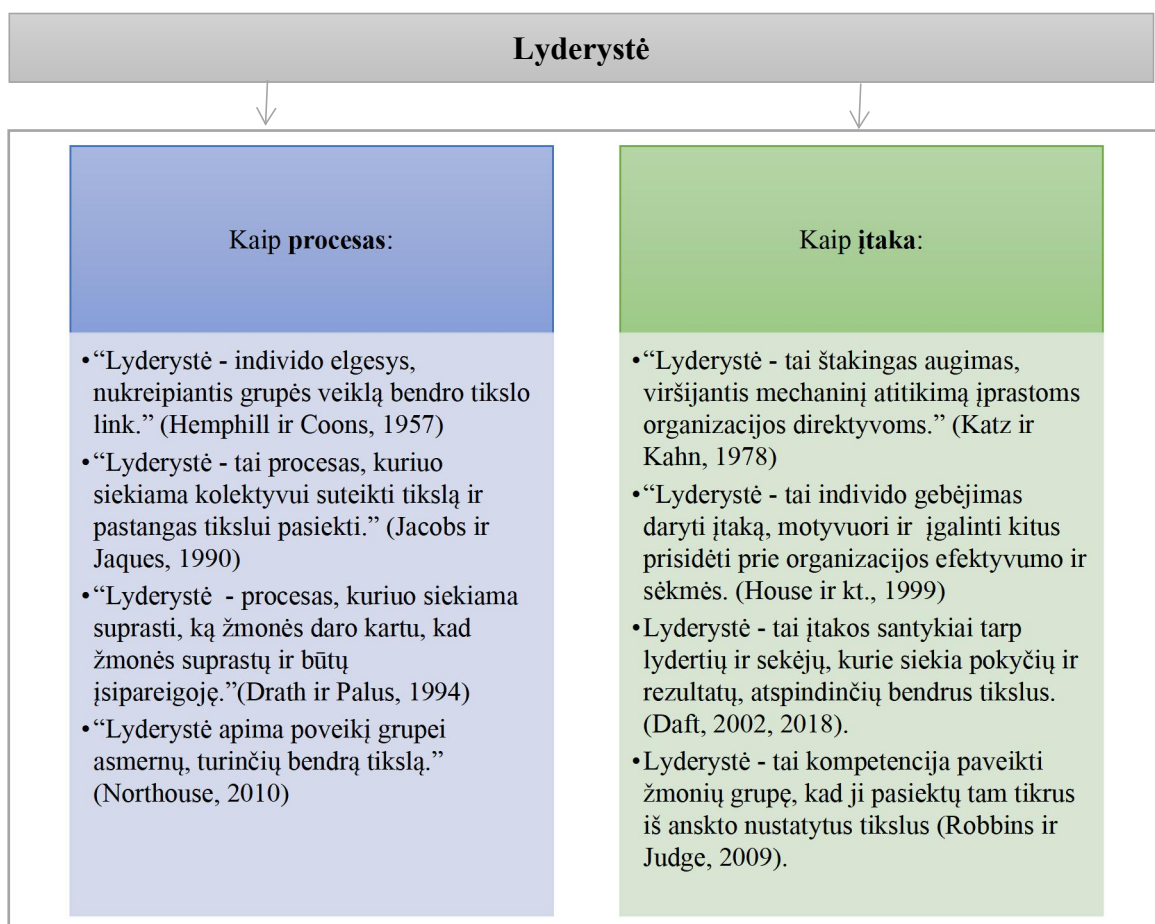 Lyderystė
Kaip procesas:
•“Lyderystė - individo elgesys,
nukreipiantis grupės veiklą bendro tikslo
link.” (Hemphill ir Coons, 1957)
•“Lyderystė - tai procesas, kuriuo
siekiama kolektyvui suteikti tikslą ir
pastangas tikslui pasiekti.” (Jacobs ir
Jaques, 1990)
•“Lyderystė  - procesas, kuriuo siekiama
suprasti, ką žmonės daro kartu, kad
žmonės suprastų ir būtų
įsipareigoję.”(Drath ir Palus, 1994)
•“Lyderystė apima poveikį grupei
asmernų, turinčių bendrą tikslą.”
(Northouse, 2010)
Kaip įtaka:
•“Lyderystė - tai štakingas augimas,
viršijantis mechaninį atitikimą įprastoms
organizacijos direktyvoms.” (Katz ir
Kahn, 1978)
•“Lyderystė - tai individo gebėjimas
daryti įtaką, motyvuori ir  įgalinti kitus
prisidėti prie organizacijos efektyvumo ir
sėkmės. (House ir kt., 1999)
•Lyderystė - tai įtakos santykiai tarp
lydertių ir sekėjų, kurie siekia pokyčių ir
rezultatų, atspindinčių bendrus tikslus.
(Daft, 2002, 2018).
•Lyderystė - tai kompetencija paveikti
žmonių grupę, kad ji pasiektų tam tikrus
iš anskto nustatytus tikslus (Robbins ir
Judge, 2009).